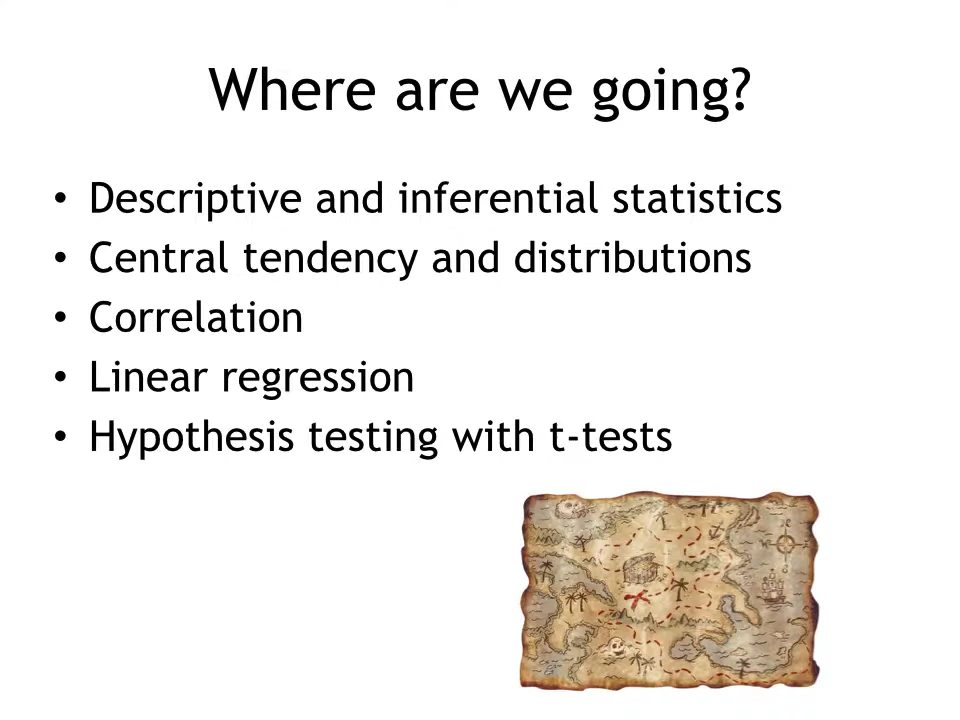 Where are we going?
• Descriptive and inferential statistics
• Central tendency and distributions
• Correlation
• Linear regression
• Hypothesis testing with t-tests